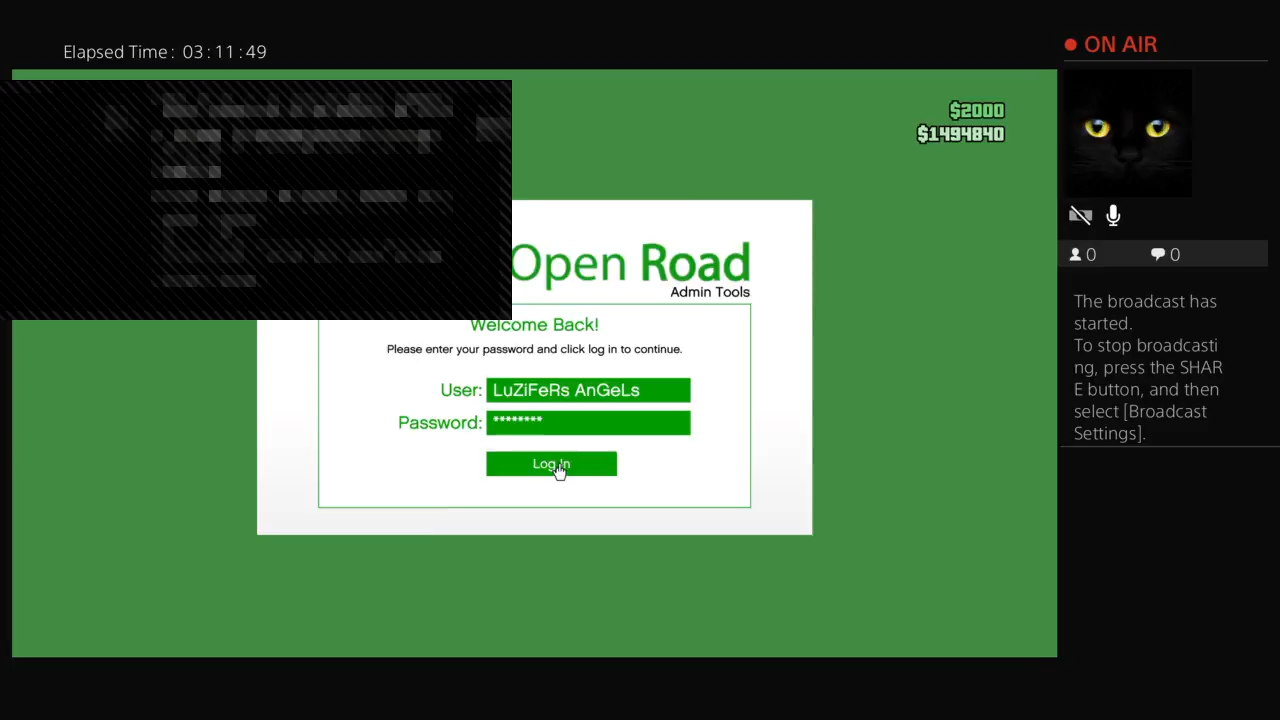 Elapsed Time: 03:11:49
ON AIR
$2000
$1494840
0 0
Open Road
Admin Tools
Welcome Back!
Please enter your password and click log in to continue.
User: LuZiFeRs AnGeLs
Password: ********
Log In
The broadcast has
started.
To stop broadcasti
ng, press the SHAR
E button, and then
select [Broadcast
Settings].